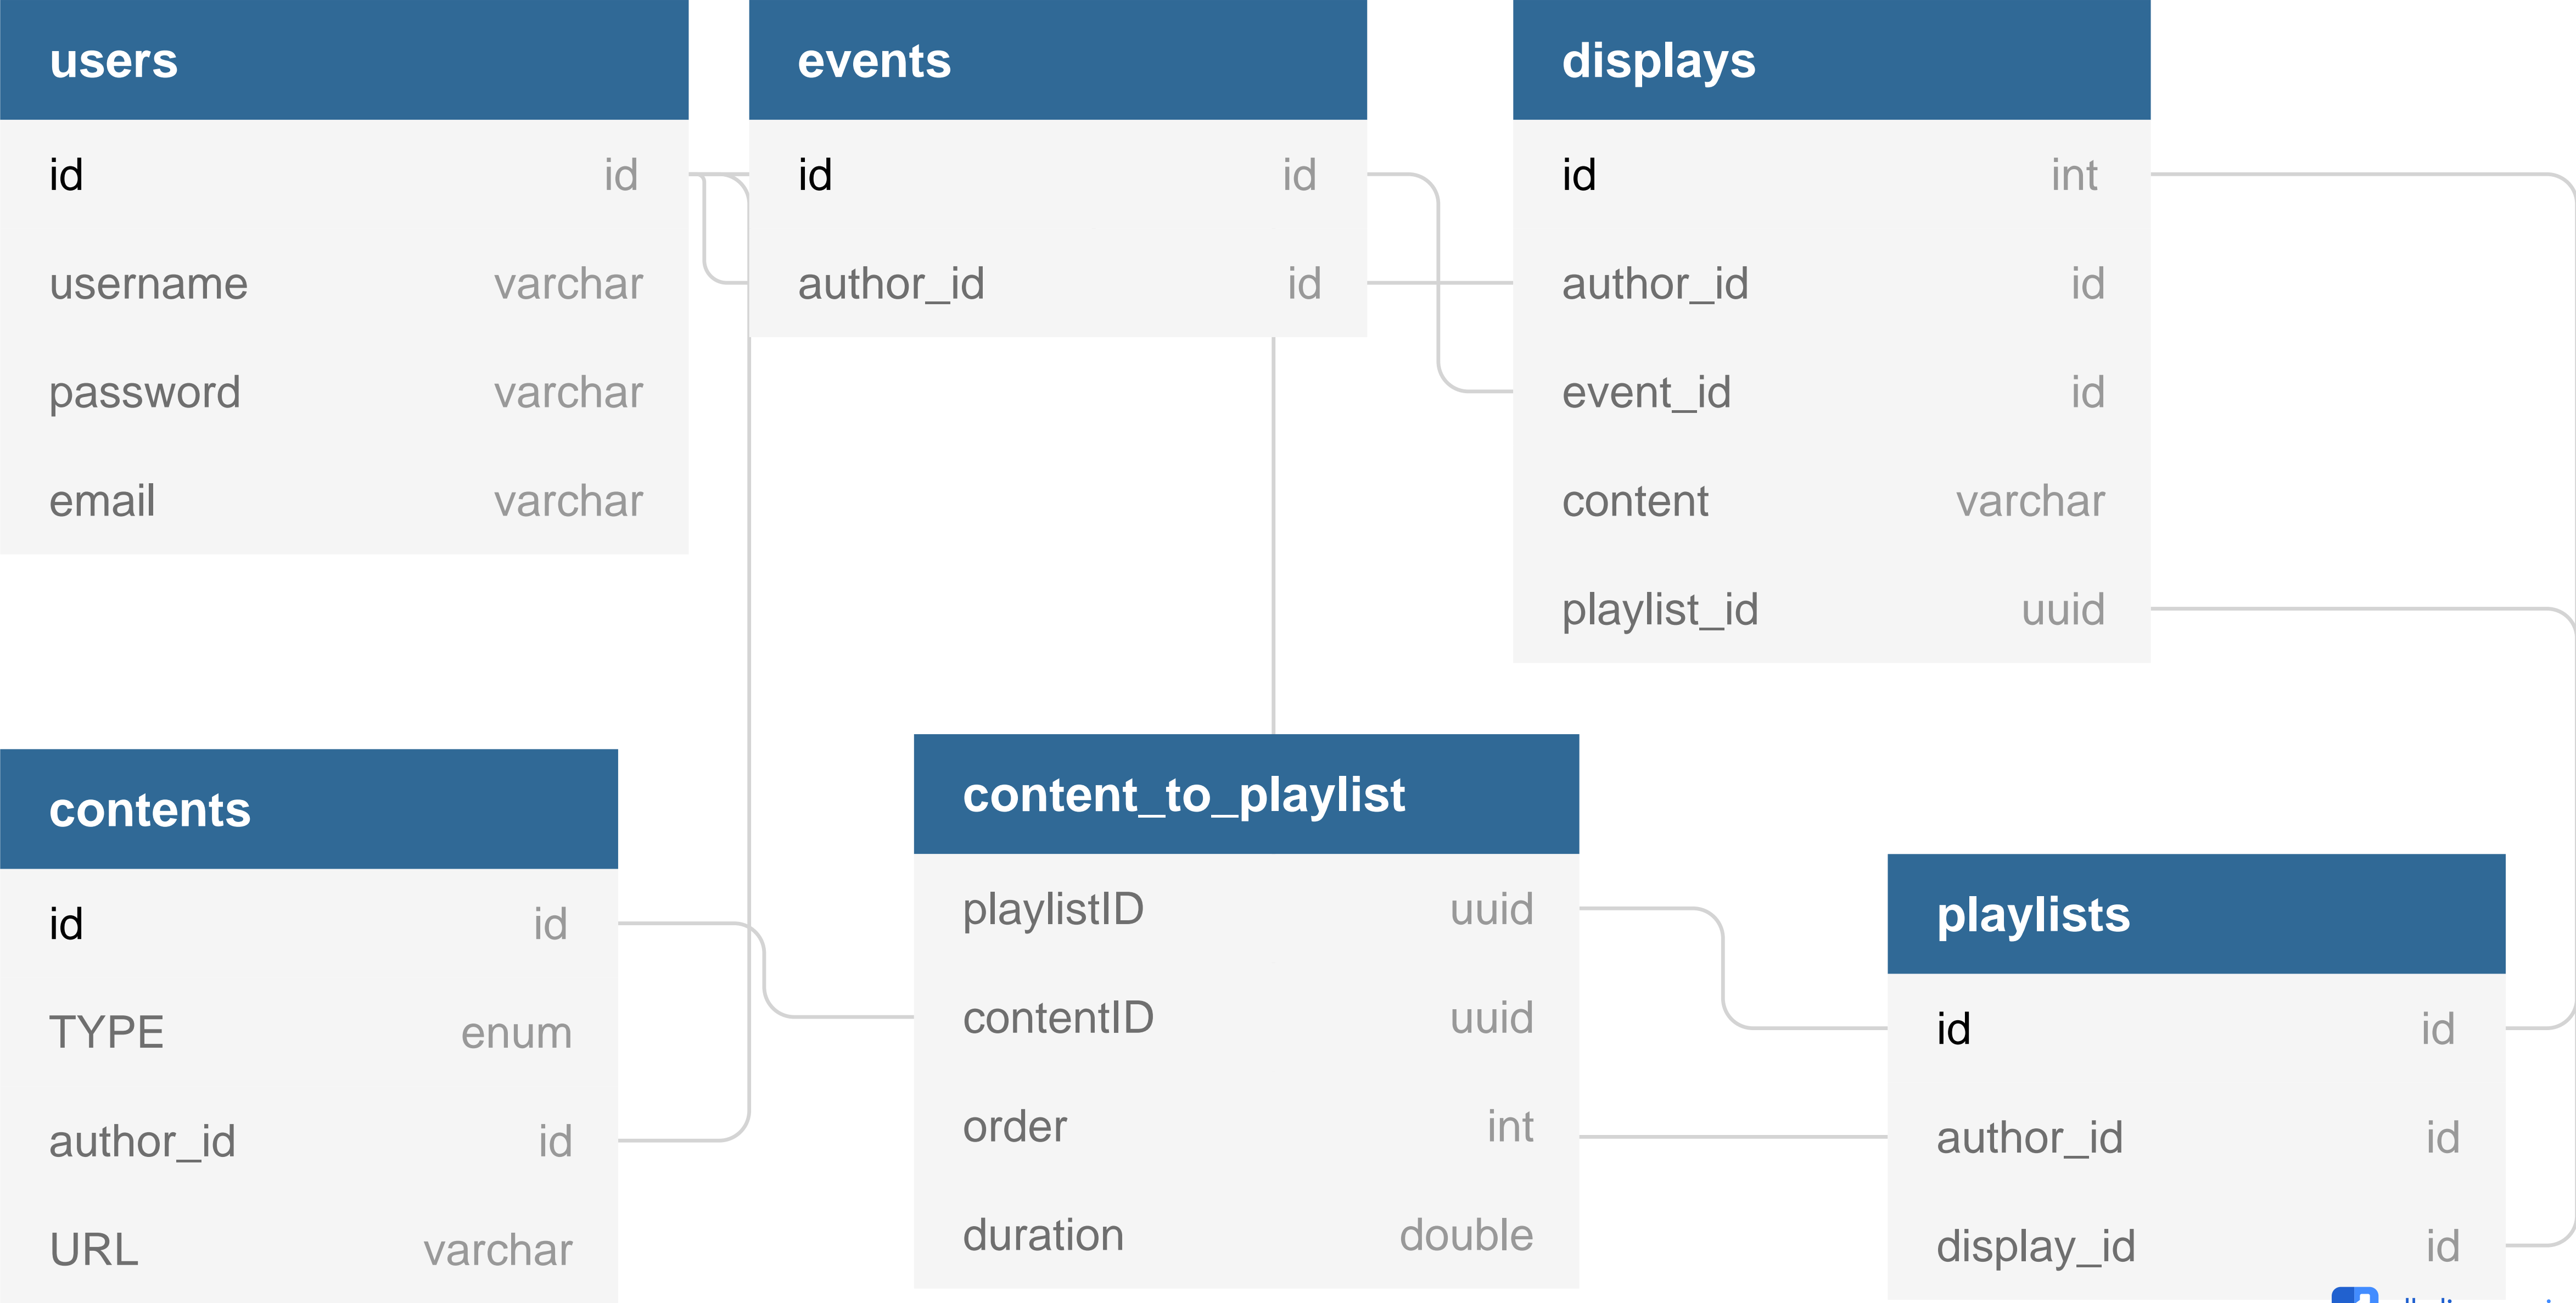 users
id id
username varchar
password varchar
email varchar
events
id id
author_id id
displays
id int
author_id id
event_id id
content varchar
playlist_id uuid
contents
id id
TYPE enum
author_id id
URL varchar
content_to_playlist
playlistID uuid
contentID uuid
order int
duration double
playlists
id id
author_id id
display_id id